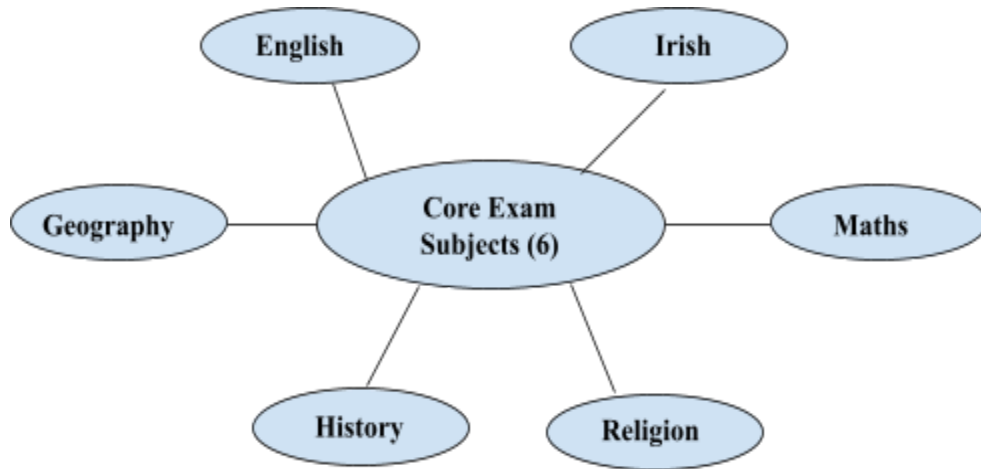 English
Irish
Core Exam
Subjects (6)
Geography
Maths
History
Religion